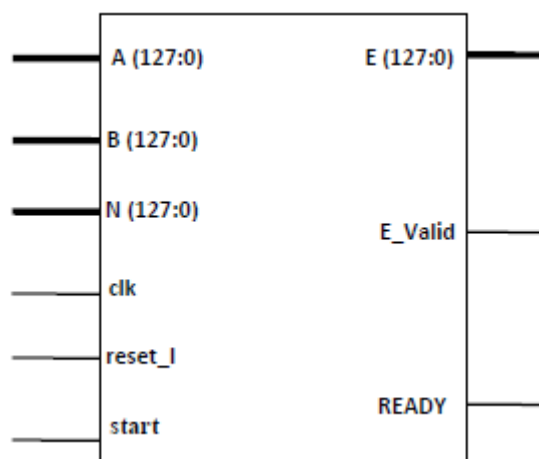 A (127:0)
E (127:0)
B (127:0)
N (127:0)
E_Valid
clk
reset_l
READY
start